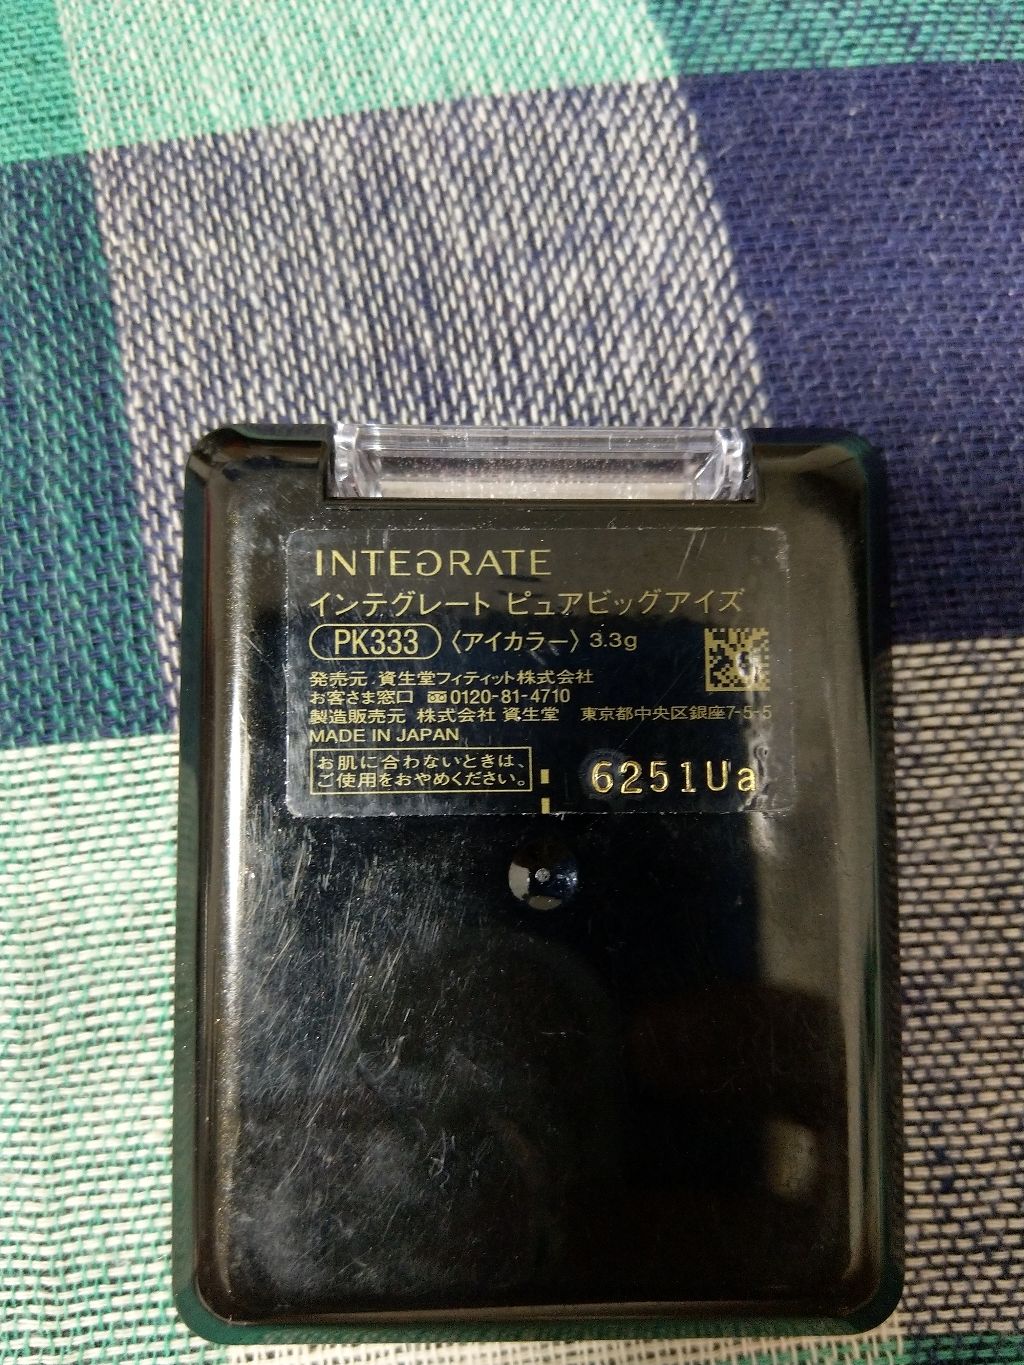 INTEGRATE
インテグレート ピュアビッグアイズ
PK333 〈アイカラー〉 3.3g
発売元 資生堂フィティット株式会社
お客さま窓口 0120-81-4710
製造販売元 株式会社 資生堂 東京都中央区銀座7-5-5
MADE IN JAPAN
お肌に合わないときは、
ご使用をおやめください。
6251Ua